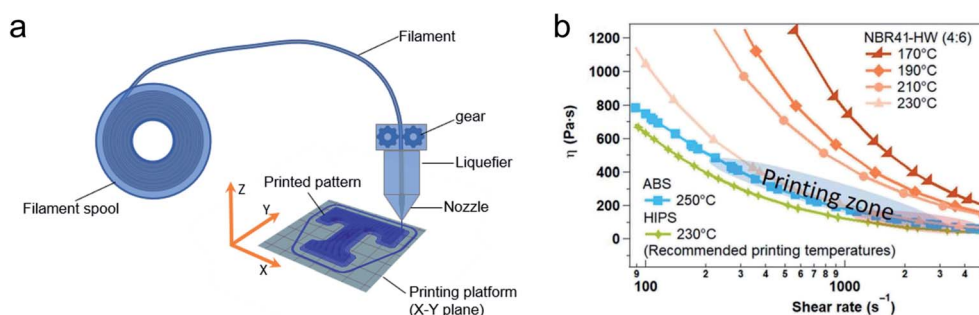 a
Filament
gear
Liquefier
Nozzle
Filament spool
Printed pattern
Z
Y
X
Printing platform
(X-Y plane)
b
η (Pa·s)
1200
1000
800
600
400
200
0
NBR41-HW (4:6)
170°C
190°C
210°C
230°C
Printing zone
ABS
250°C
HIPS
230°C
(Recommended printing temperatures)
9 2 3 4 5 6 7 8 9 2 3 4
100 1000
Shear rate (s⁻¹)